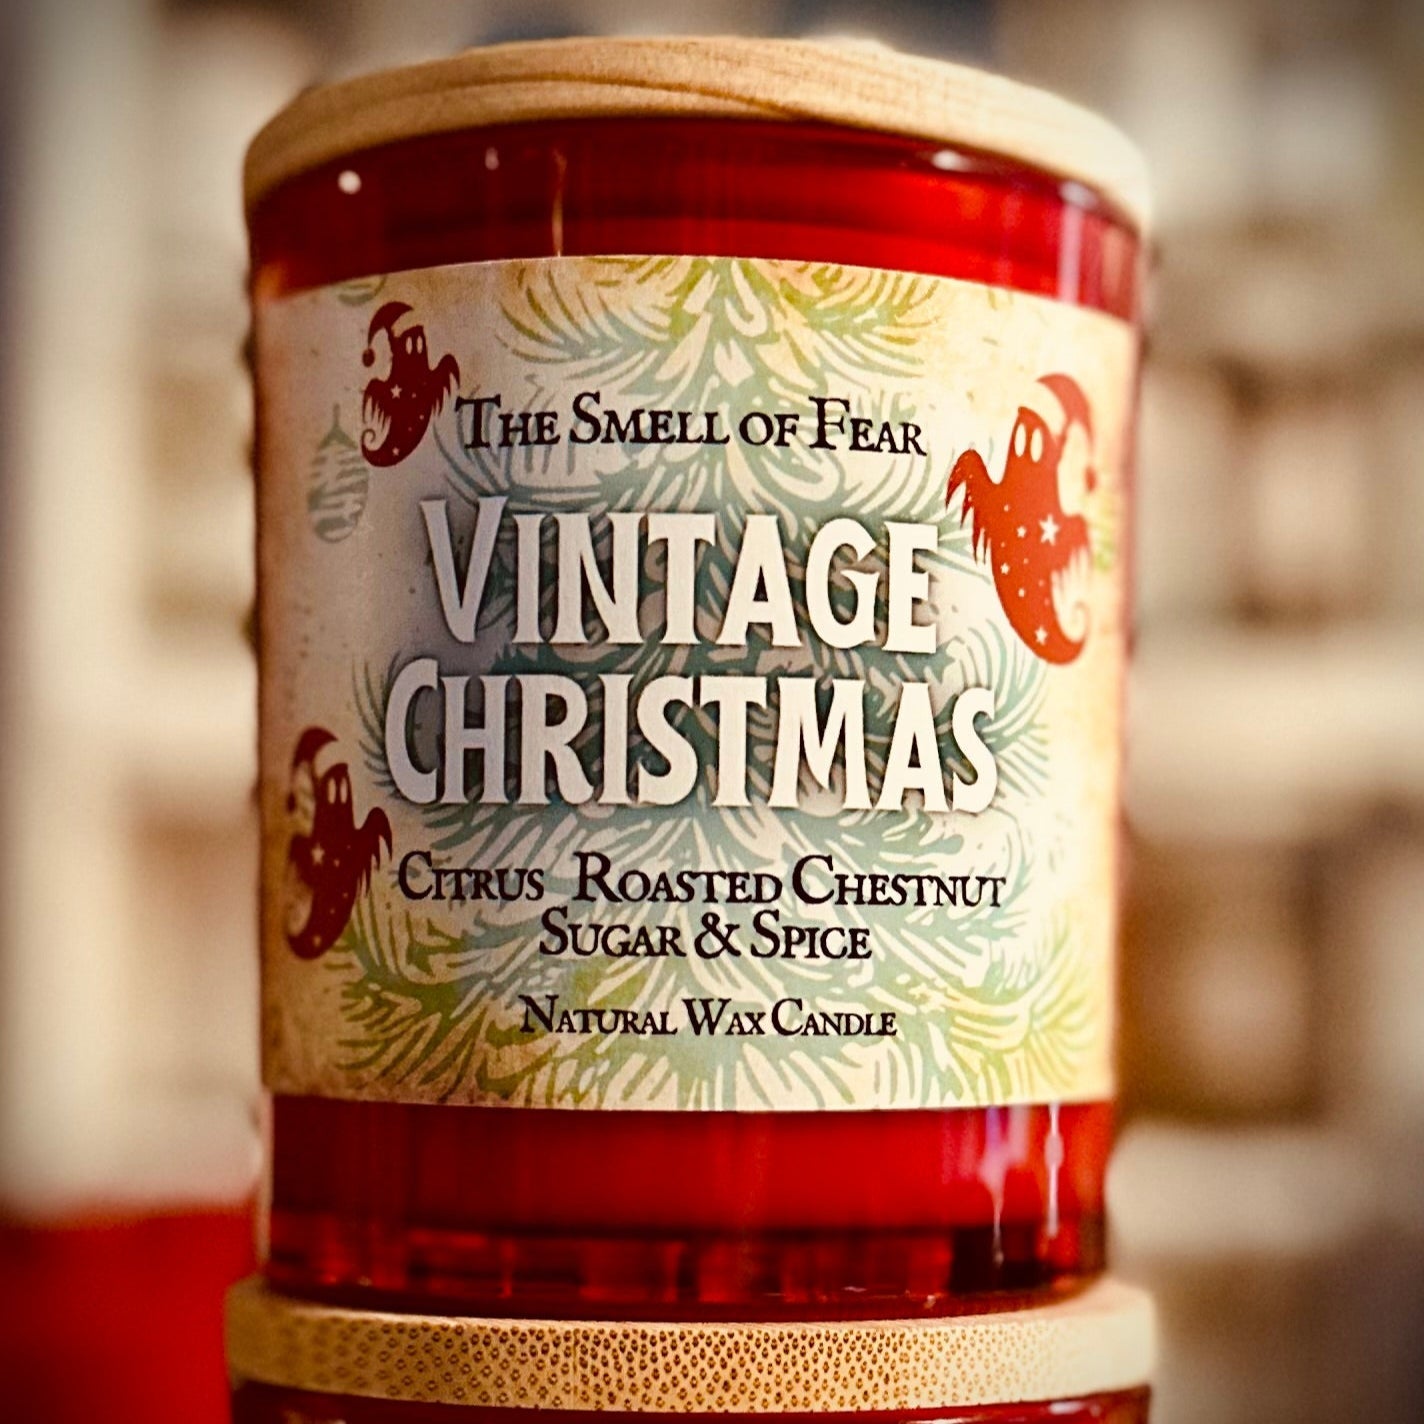 The Smell of Fear
Vintage
Christmas
Citrus Roasted Chestnut
Sugar & Spice
Natural Wax Candle